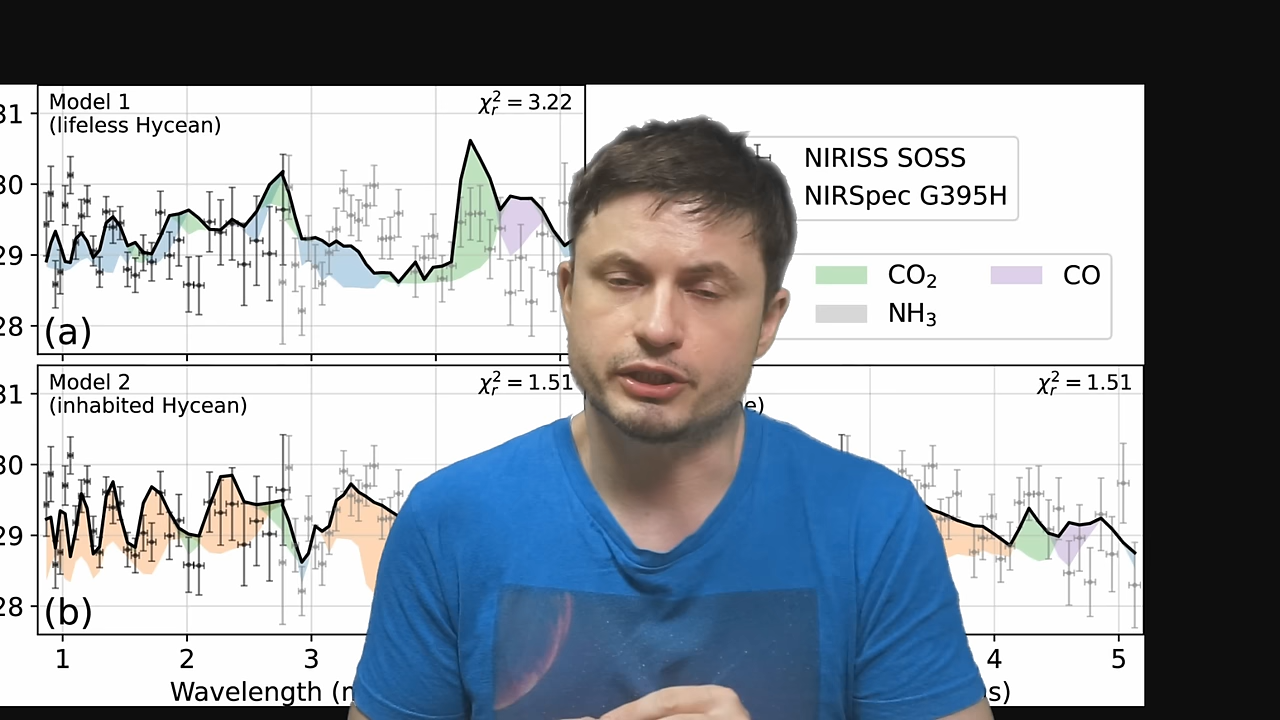 Model 1
(lifeless Hycean)
χ²ᵣ = 3.22
31
30
29
28
(a)
NIRISS SOSS
NIRSpec G395H
CO₂
CO
NH₃
Model 2
(inhabited Hycean)
χ²ᵣ = 1.51
χ²ᵣ = 1.51
31
30
29
28
(b)
1
2
3
4
5
Wavelength